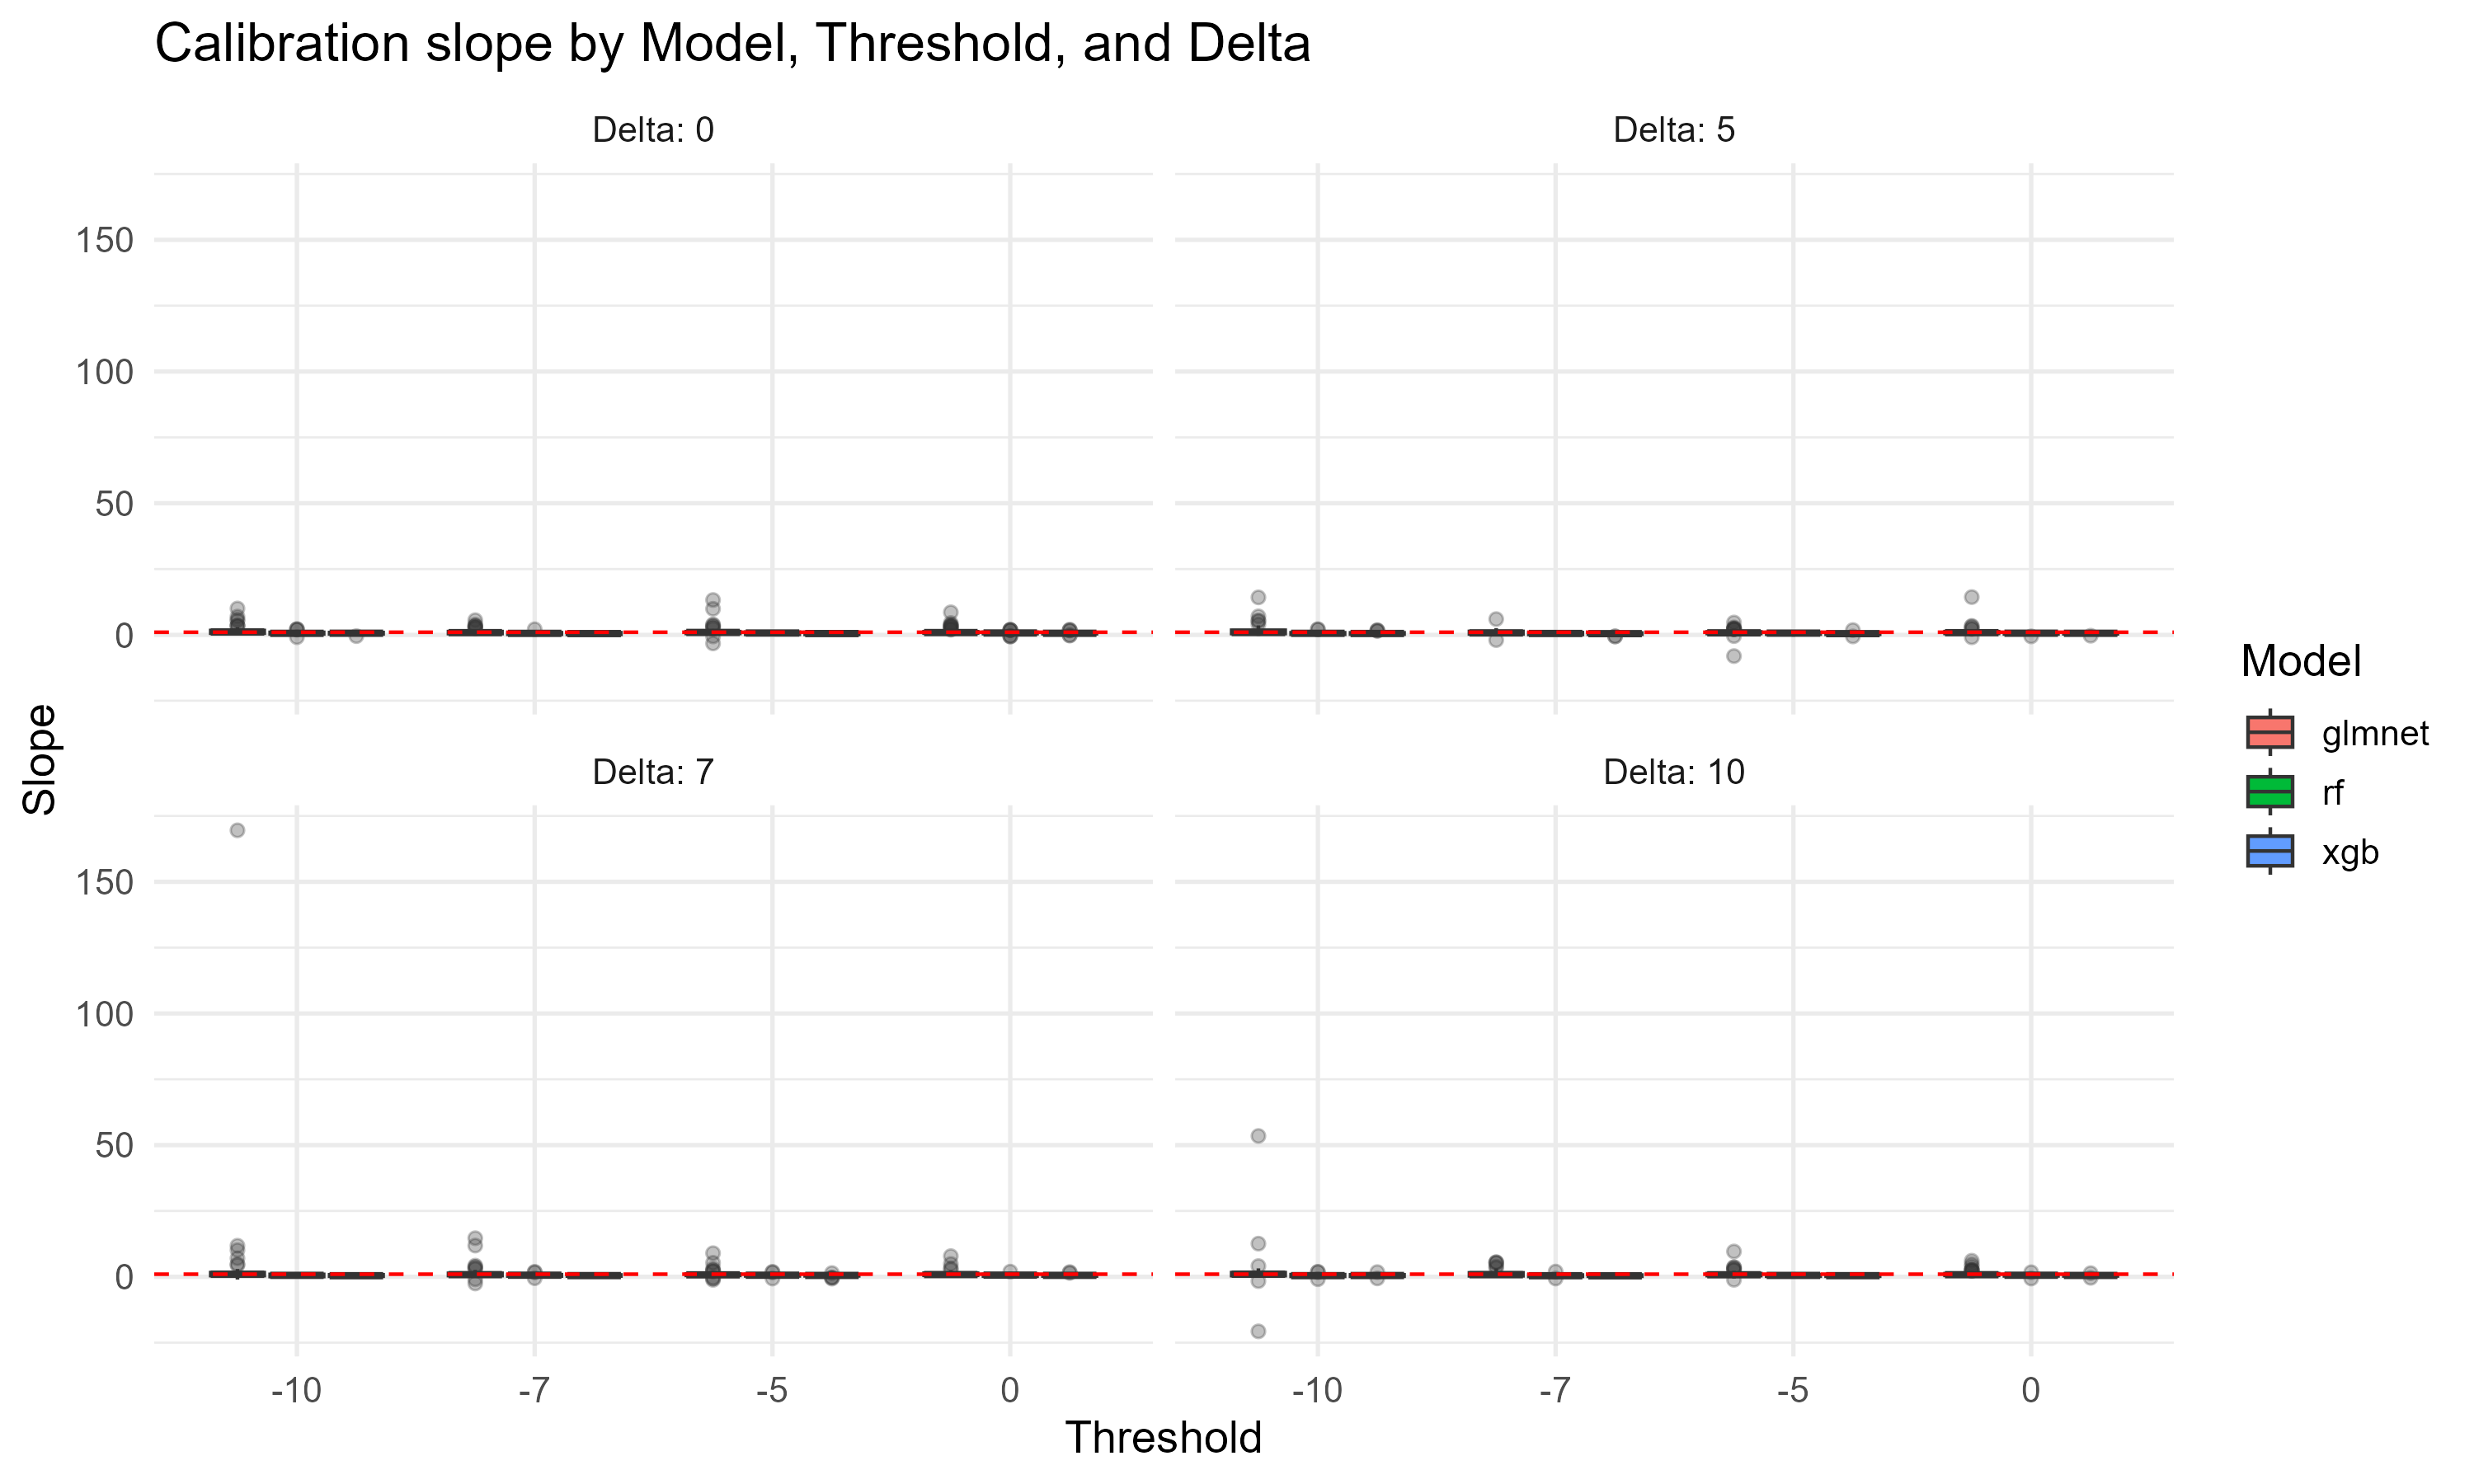 Calibration slope by Model, Threshold, and Delta
Delta: 0
Delta: 5
150
100
50
0
Delta: 7
Delta: 10
150
100
50
0
-10
-7
-5
0
-10
-7
-5
0
Threshold
Slope
Model
glmnet
rf
xgb